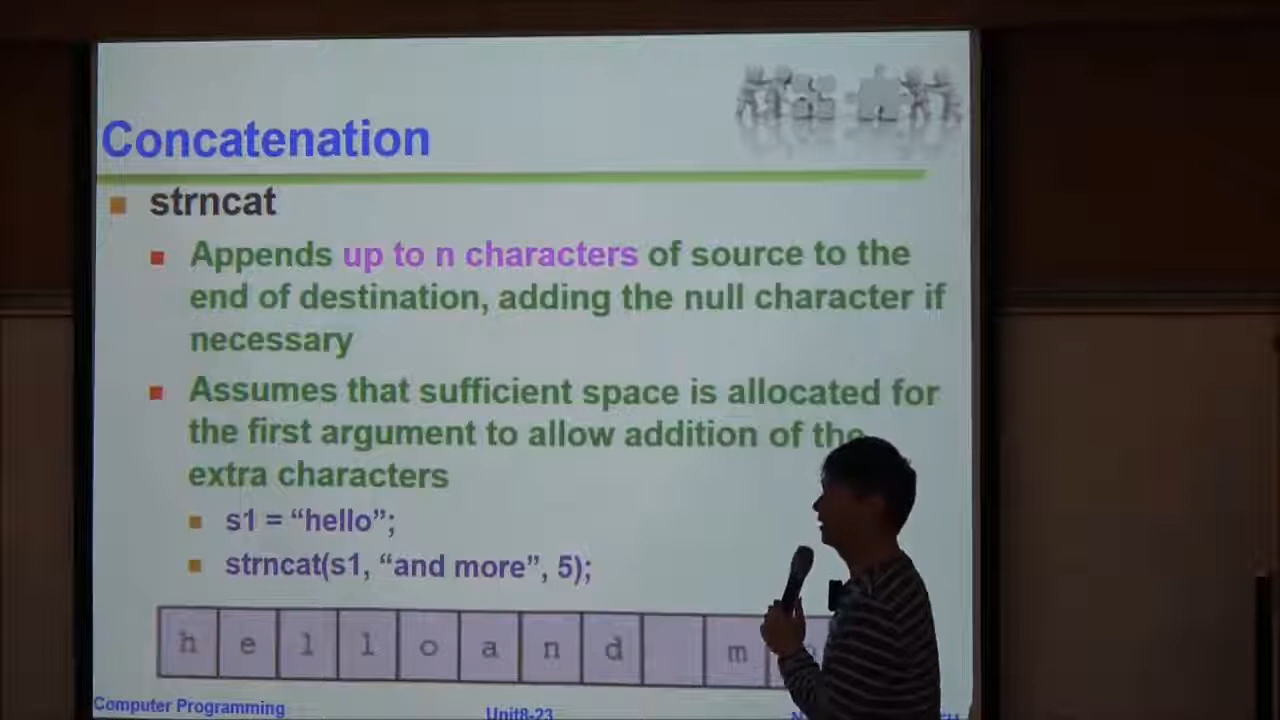 Concatenation
strncat
Appends up to n characters of source to the
end of destination, adding the null character if
necessary
Assumes that sufficient space is allocated for
the first argument to allow addition of the
extra characters
s1 = “hello”;
strncat(s1, “and more”, 5);
h e l l o a n d m
Computer Programming Unit8-23